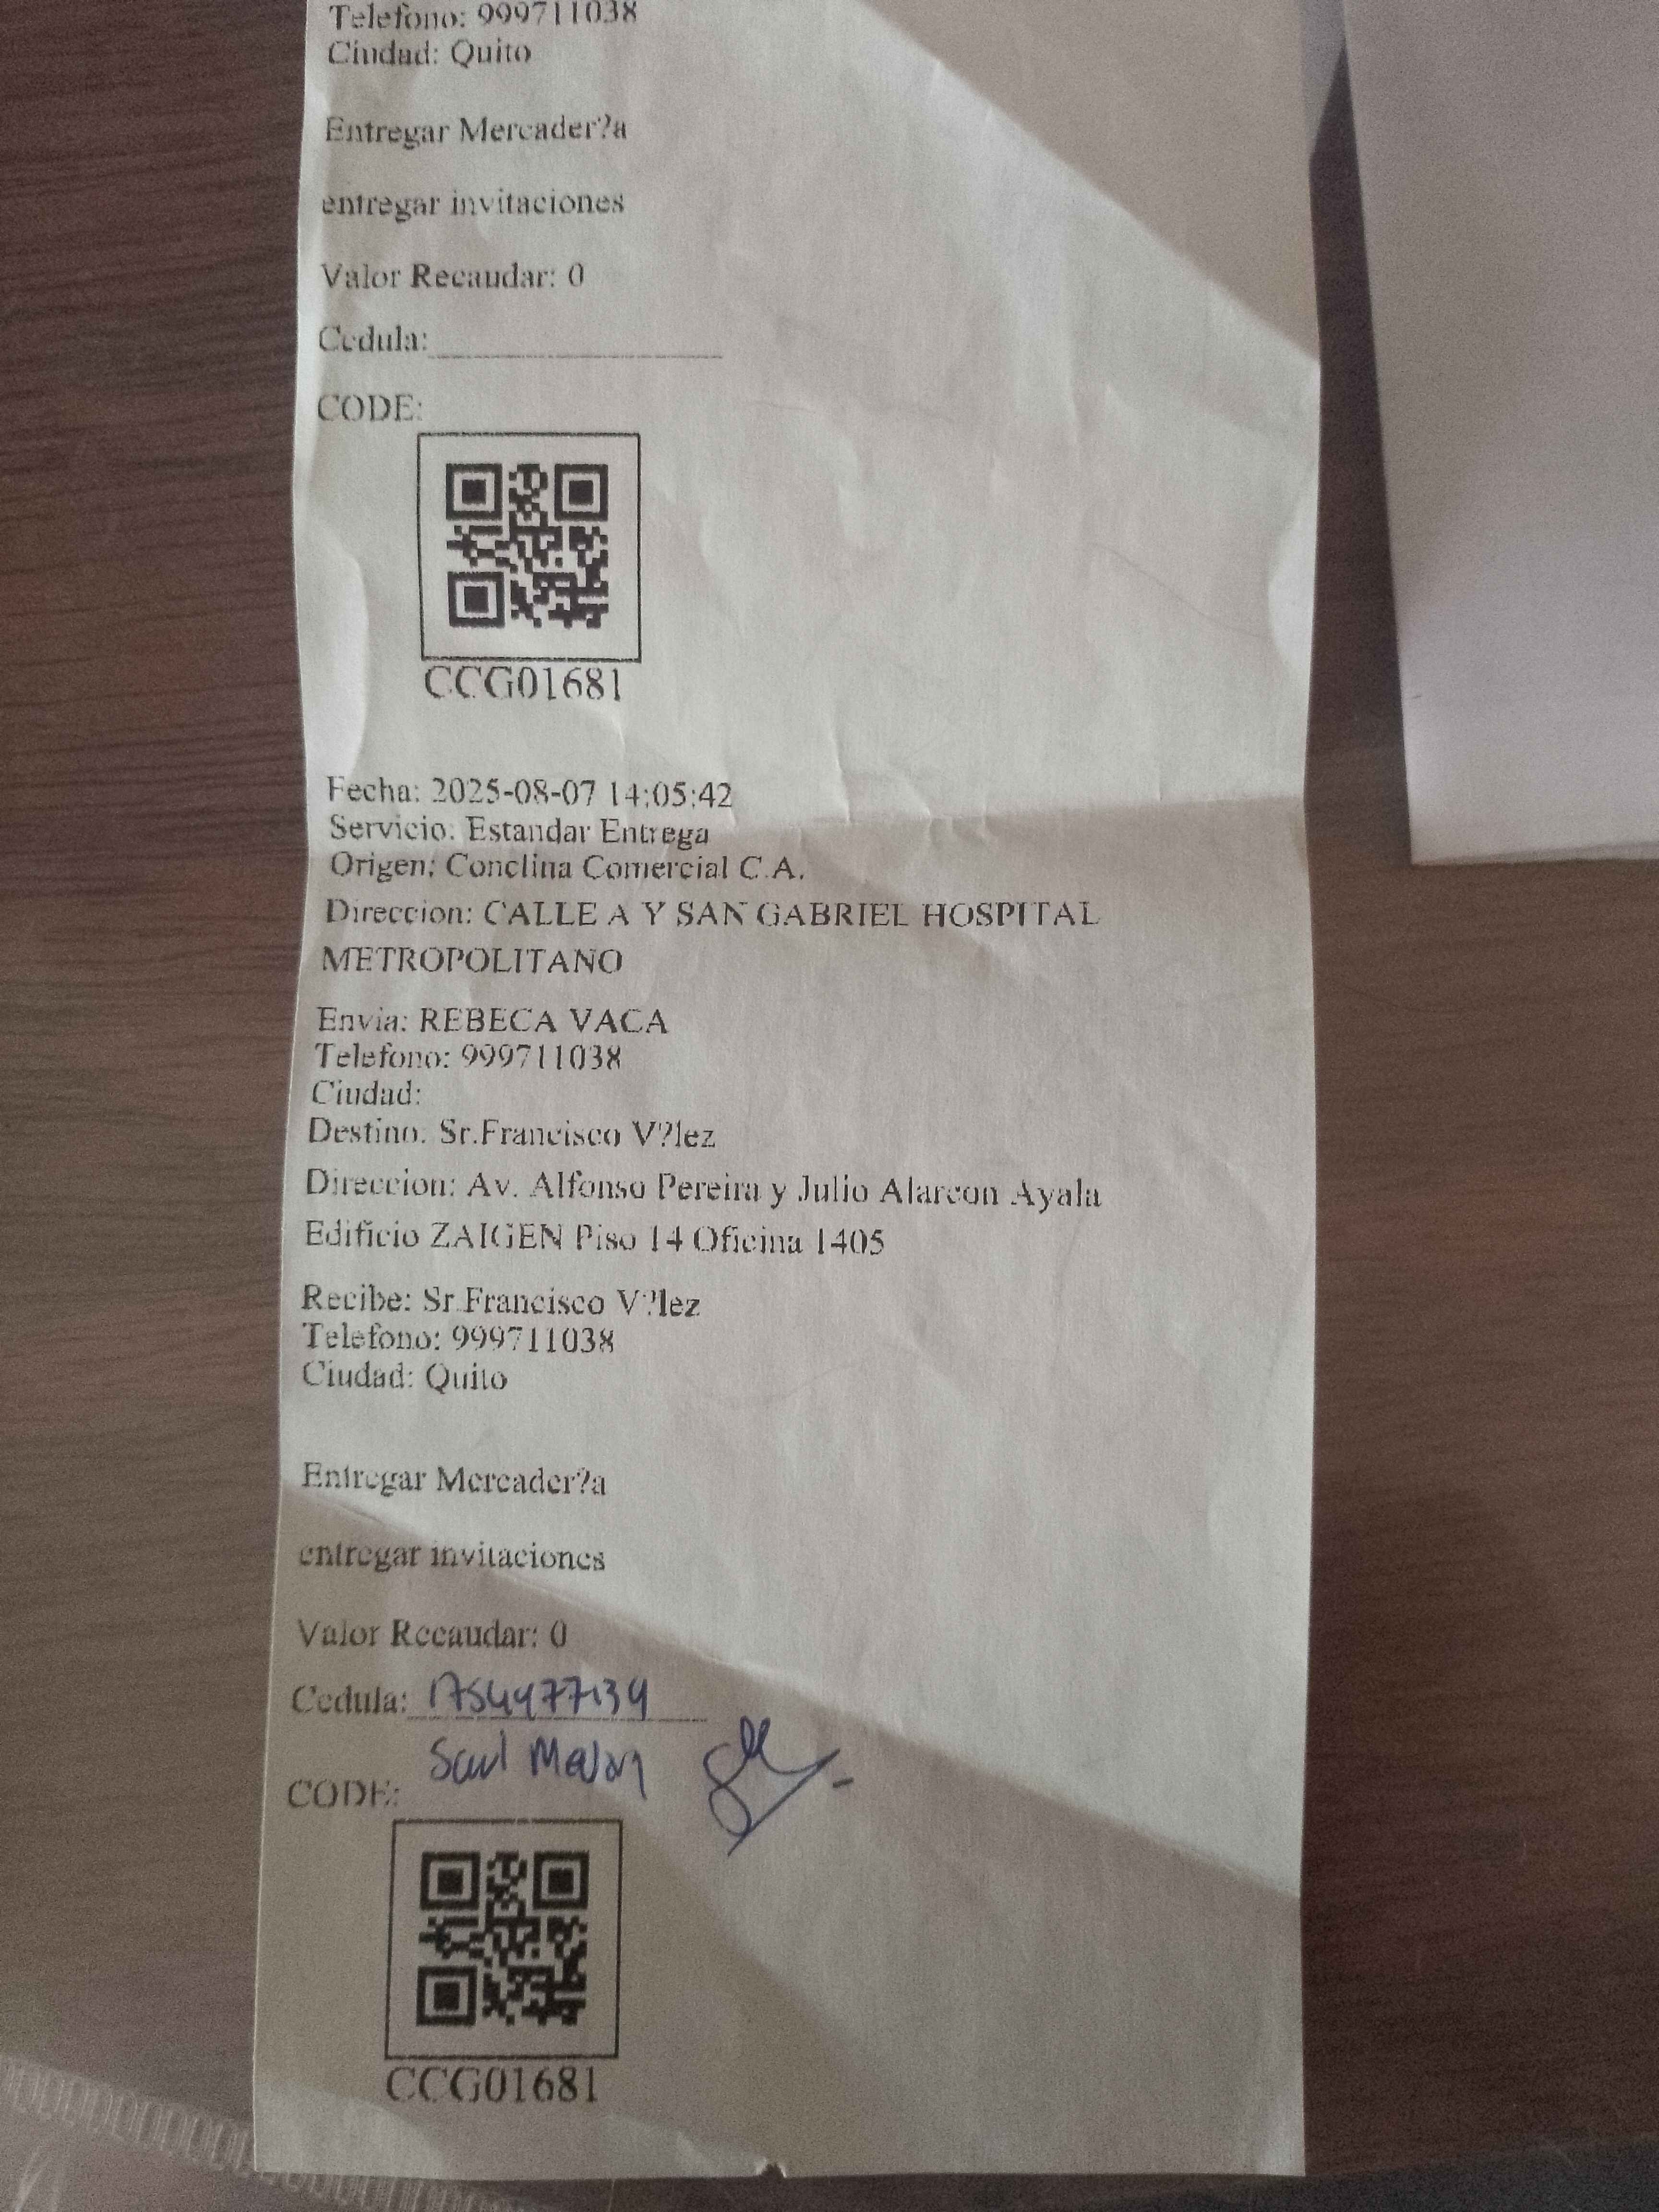 Telefono: 999711038
Ciudad: Quito
Entregar Mercader?a
entregar invitaciones
Valor Recaudar: 0
Cedula:
CODE:
CCG01681
Fecha: 2025-08-07 14:05:42
Servicio: Estandar Entrega
Origen: Conclina Comercial C.A.
Direccion: CALLE A Y SAN GABRIEL HOSPITAL
METROPOLITANO
Envia: REBECA VACA
Telefono: 999711038
Ciudad:
Destino: Sr.Francisco V?lez
Direccion: Av. Alfonso Pereira y Julio Alarcon Ayala
Edificio ZAIGEN Piso 14 Oficina 1405
Recibe: Sr.Francisco V?lez
Telefono: 999711038
Ciudad: Quito
Entregar Mercader?a
entregar invitaciones
Valor Recaudar: 0
Cedula:
Saul
CODE:
CCG01681